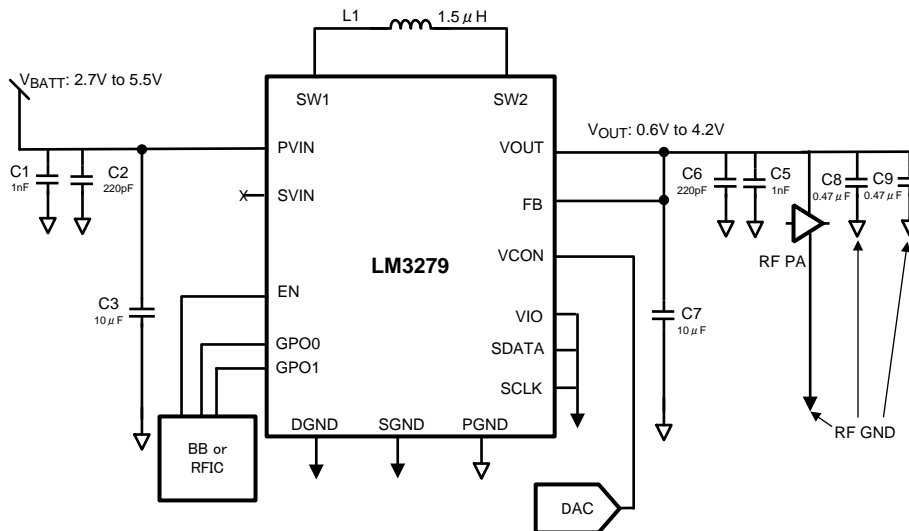 L1 1.5μH
VBATT: 2.7V to 5.5V
SW1 SW2
VOUT: 0.6V to 4.2V
PVIN VOUT
C1
1nF
C2
220pF
SVIN
X
FB
C6
220pF
C5
1nF
C8
0.47μF
C9
0.47μF
LM3279
VCON
RF PA
EN
C3
10μF
VIO
C7
10μF
GPO0
SDATA
GPO1
SCLK
DGND SGND PGND
RF GND
BB or
RFIC
DAC